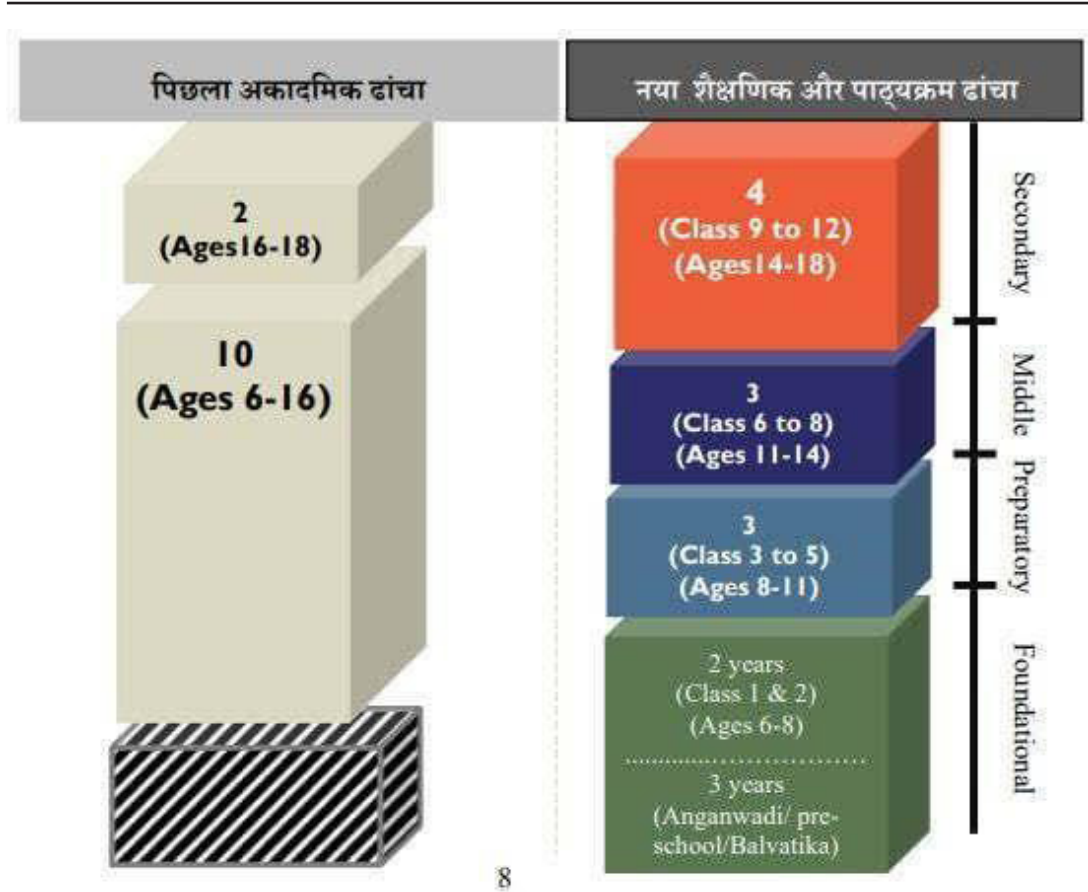 पिछला अकादमिक ढांचा
2
(Ages16-18)
10
(Ages 6-16)
नया शैक्षणिक और पाठ्यक्रम ढांचा
4
(Class 9 to 12)
(Ages14-18)
Secondary
3
(Class 6 to 8)
(Ages 11-14)
Middle
3
(Class 3 to 5)
(Ages 8-11)
Preparatory
2 years
(Class 1 & 2)
(Ages 6-8)
3 years
(Anganwadi/ pre-
school/Balvatika)
Foundational
8